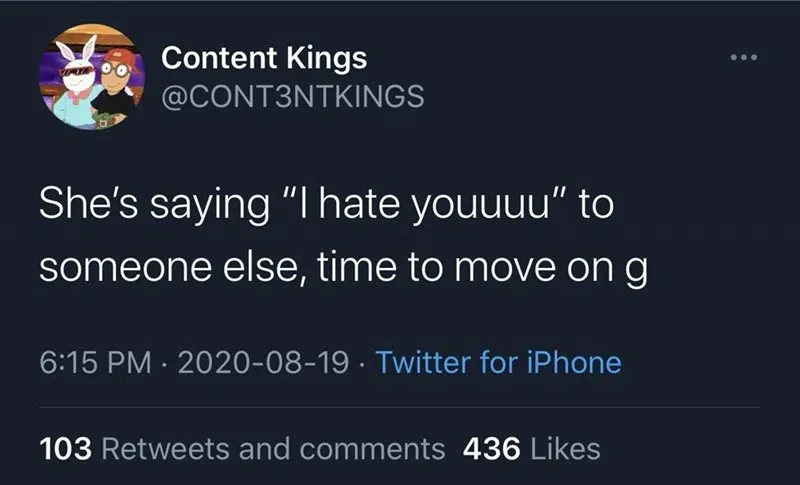 Content Kings
@CONT3NTKINGS
She's saying “I hate youuuu” to
someone else, time to move on g
6:15 PM · 2020-08-19 · Twitter for iPhone
103 Retweets and comments 436 Likes